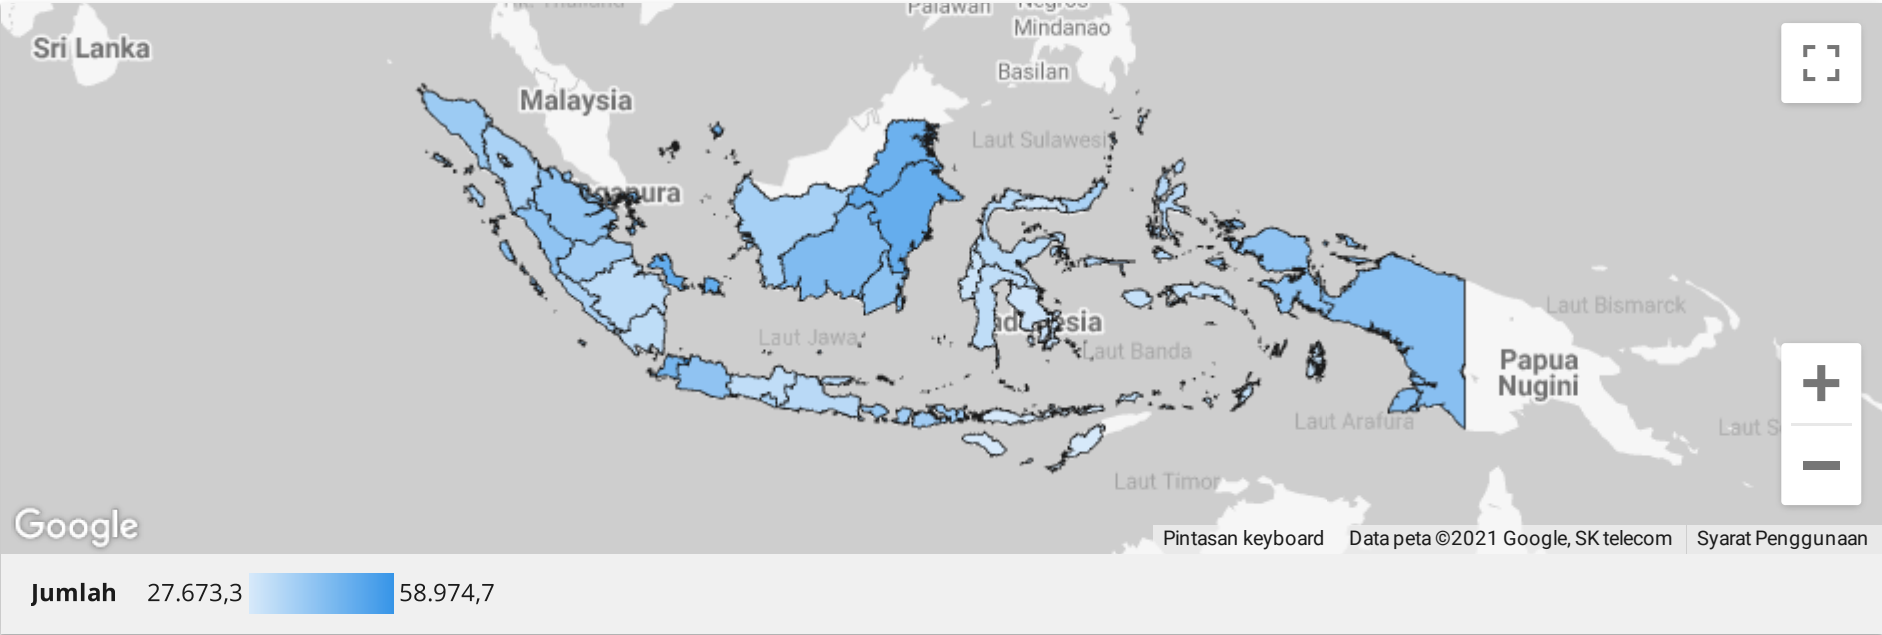 Palawan
Negros
Mindanao
Sri Lanka
Basilan
Malaysia
Laut Sulawesi
Laut Bismarck
Laut Jawa
Laut Banda
Papua
Nugini
Laut Arafura
Laut S
Laut Timor
Google
Pintasan keyboard
Data peta ©2021 Google, SK telecom
Syarat Penggunaan
Jumlah 27.673,3 58.974,7